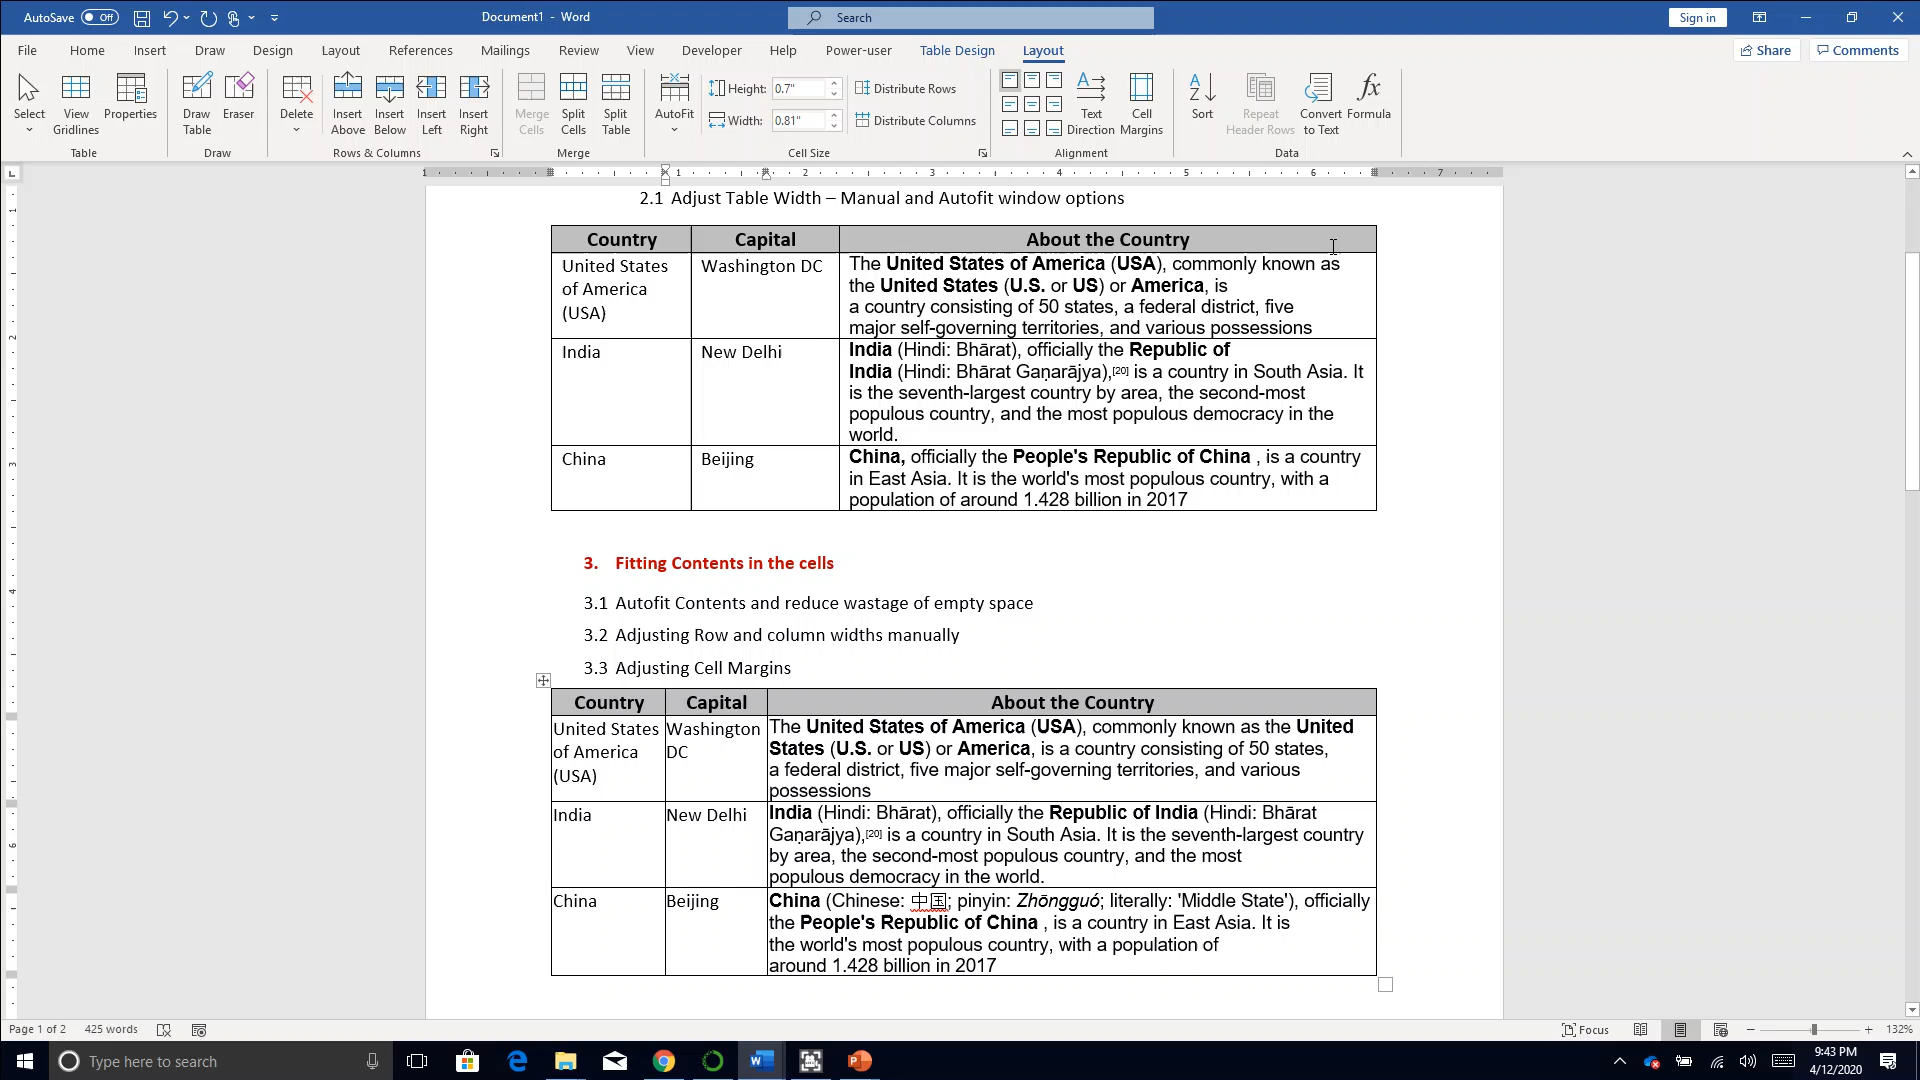 AutoSave Off
Document1 - Word
Search
Sign in
File Home Insert Draw Design Layout References Mailings Review View Developer Help Power-user Table Design Layout
Share Comments
Select
View Gridlines
Properties
Table
Draw Table
Eraser
Draw
Delete
Insert Above
Insert Below
Insert Left
Insert Right
Rows & Columns
Merge Cells
Split Cells
Split Table
Merge
AutoFit
Height: 0.7"
Width: 0.81"
Distribute Rows
Distribute Columns
Cell Size
Text Direction
Cell Margins
Alignment
Sort
Repeat Header Rows
Convert to Text
Formula
Data
1 1 2 3 4 5 6 7
2.1 Adjust Table Width – Manual and Autofit window options
Country Capital About the Country
United States of America (USA)
Washington DC
The United States of America (USA), commonly known as
the United States (U.S. or US) or America, is
a country consisting of 50 states, a federal district, five
major self-governing territories, and various possessions
India
New Delhi
India (Hindi: Bhārat), officially the Republic of
India (Hindi: Bhārat Gaṇarājya),[20] is a country in South Asia. It
is the seventh-largest country by area, the second-most
populous country, and the most populous democracy in the
world.
China
Beijing
China, officially the People's Republic of China , is a country
in East Asia. It is the world's most populous country, with a
population of around 1.428 billion in 2017
3. Fitting Contents in the cells
3.1 Autofit Contents and reduce wastage of empty space
3.2 Adjusting Row and column widths manually
3.3 Adjusting Cell Margins
Country Capital About the Country
United States
of America
(USA)
Washington
DC
The United States of America (USA), commonly known as the United
States (U.S. or US) or America, is a country consisting of 50 states,
a federal district, five major self-governing territories, and various
possessions
India
New Delhi
India (Hindi: Bhārat), officially the Republic of India (Hindi: Bhārat
Gaṇarājya),[20] is a country in South Asia. It is the seventh-largest country
by area, the second-most populous country, and the most
populous democracy in the world.
China
Beijing
China (Chinese: 中国; pinyin: Zhōngguó; literally: 'Middle State'), officially
the People's Republic of China , is a country in East Asia. It is
the world's most populous country, with a population of
around 1.428 billion in 2017
Page 1 of 2 425 words
Focus
132%
Type here to search
9:43 PM
4/12/2020